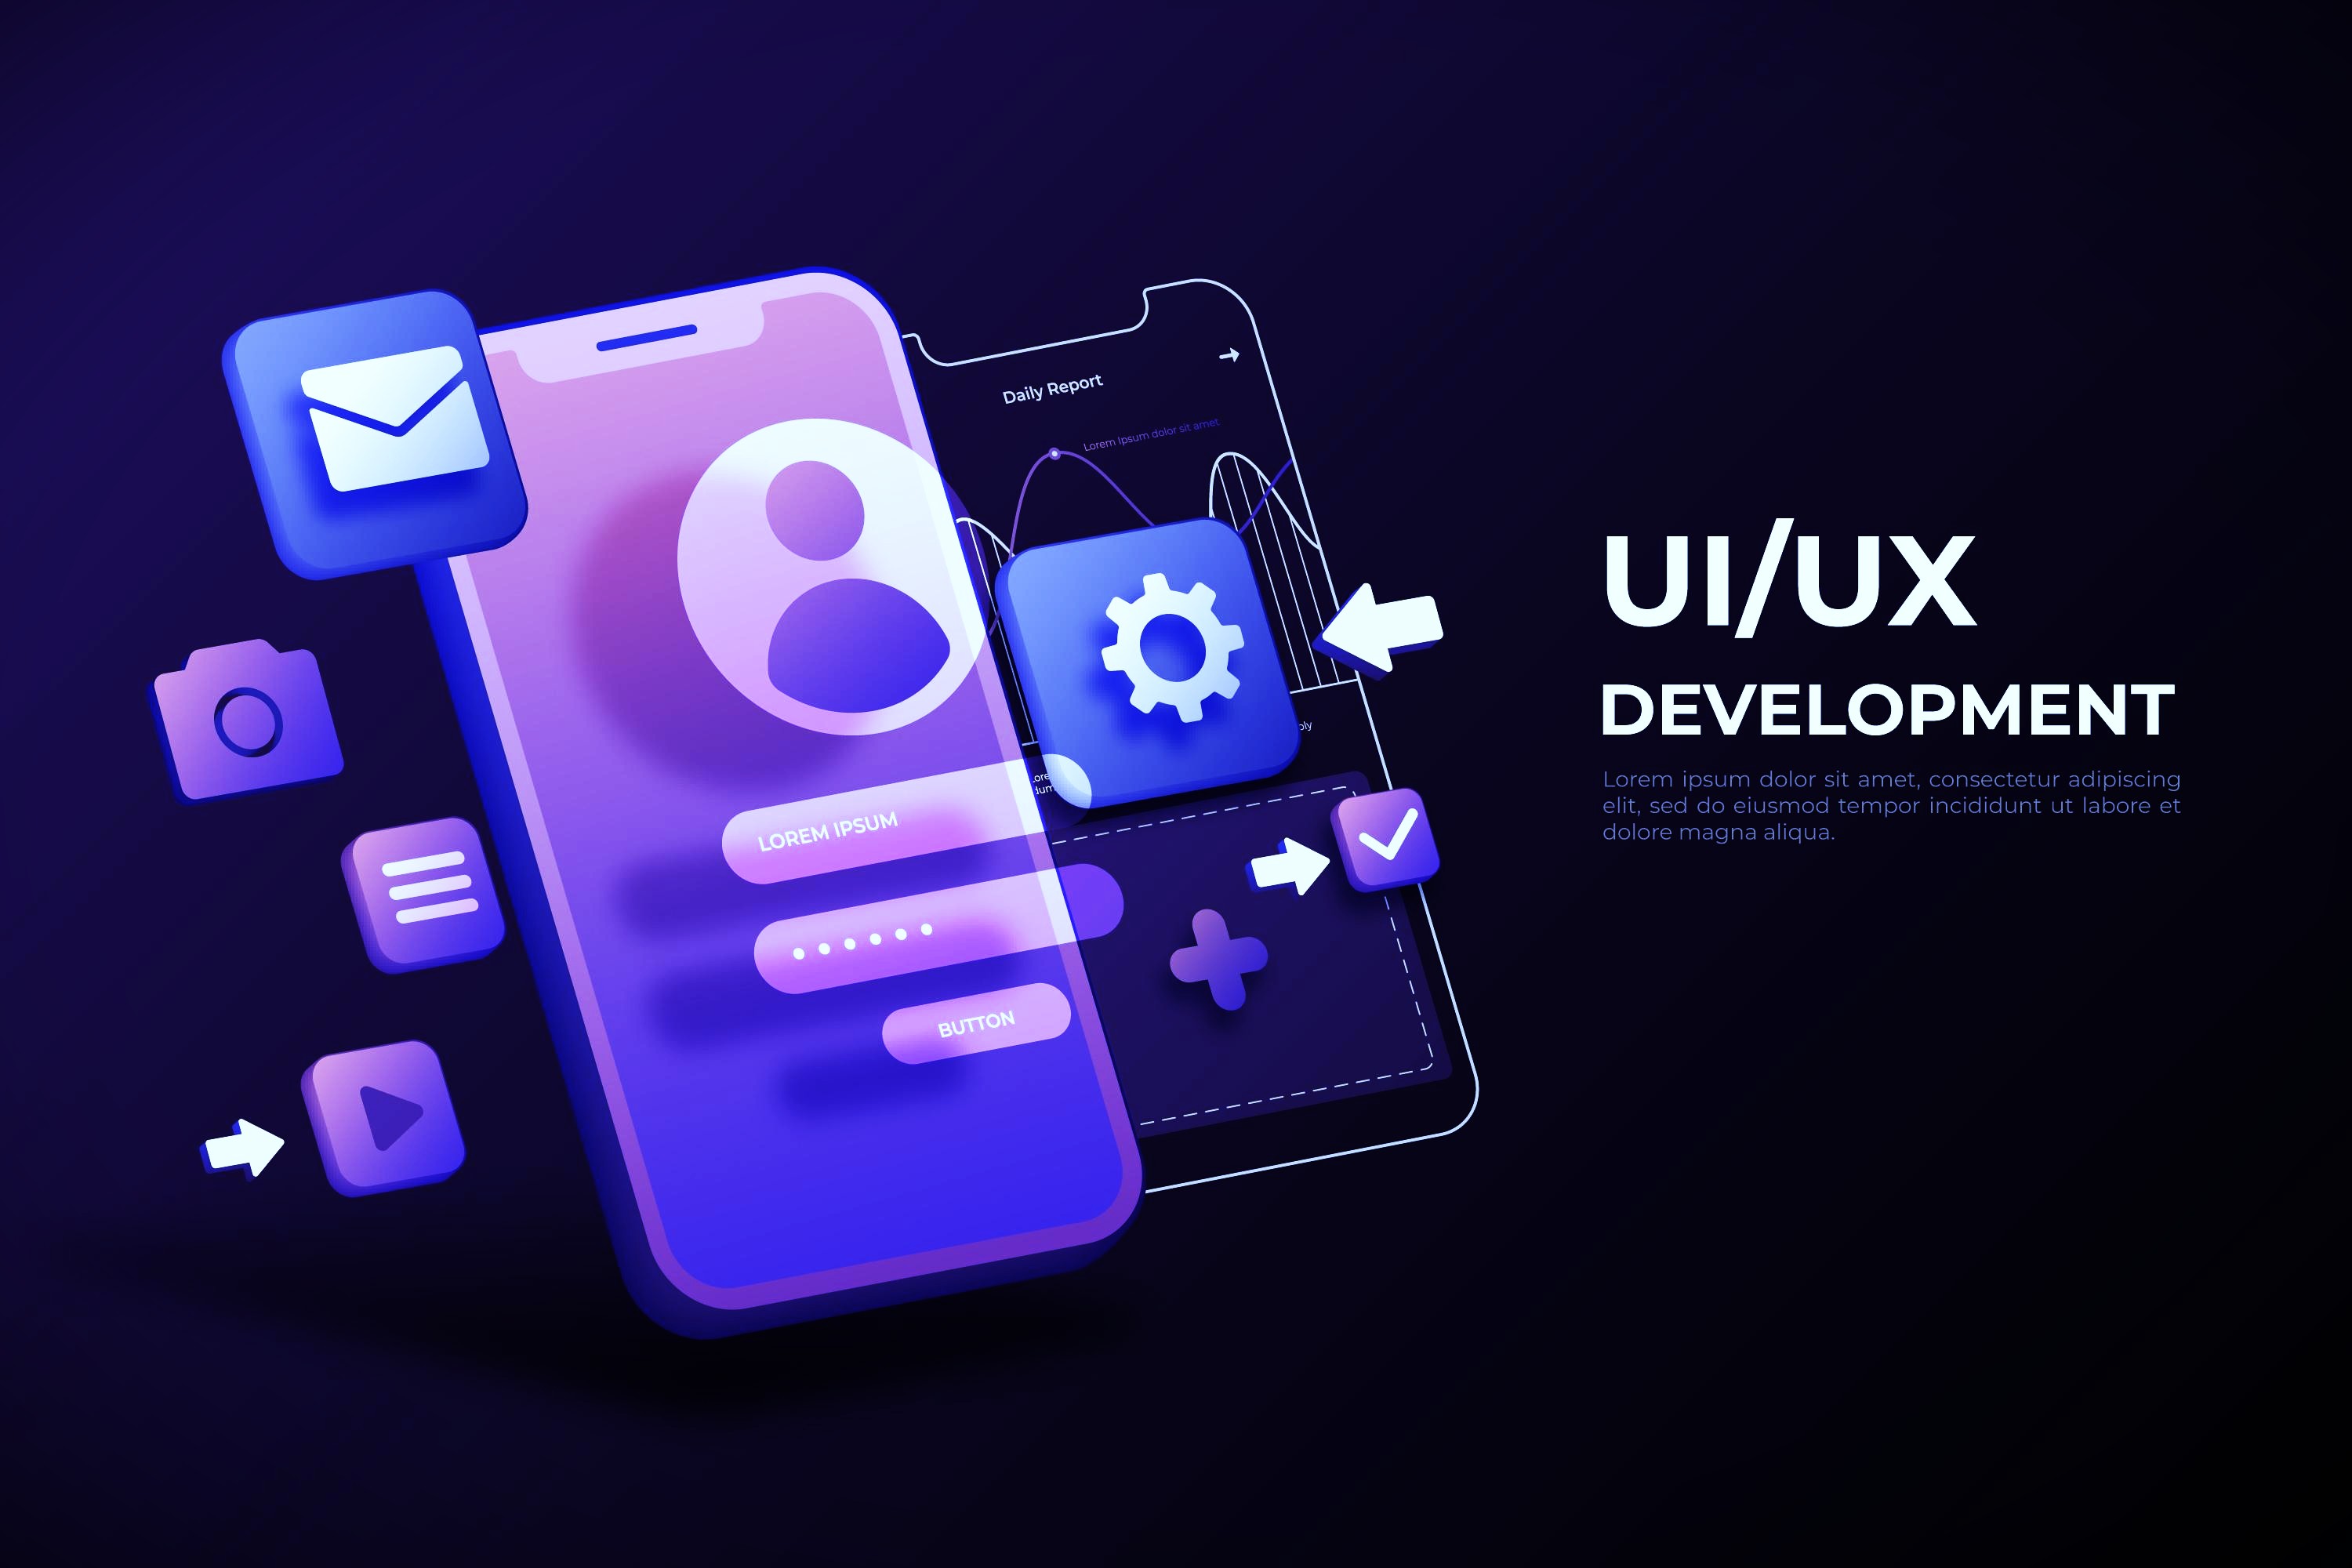 Daily Report
Lorem Ipsum dolor sit amet
LOREM IPSUM
BUTTON
UI/UX
DEVELOPMENT
Lorem ipsum dolor sit amet, consectetur adipiscing
elit, sed do eiusmod tempor incididunt ut labore et
dolore magna aliqua.